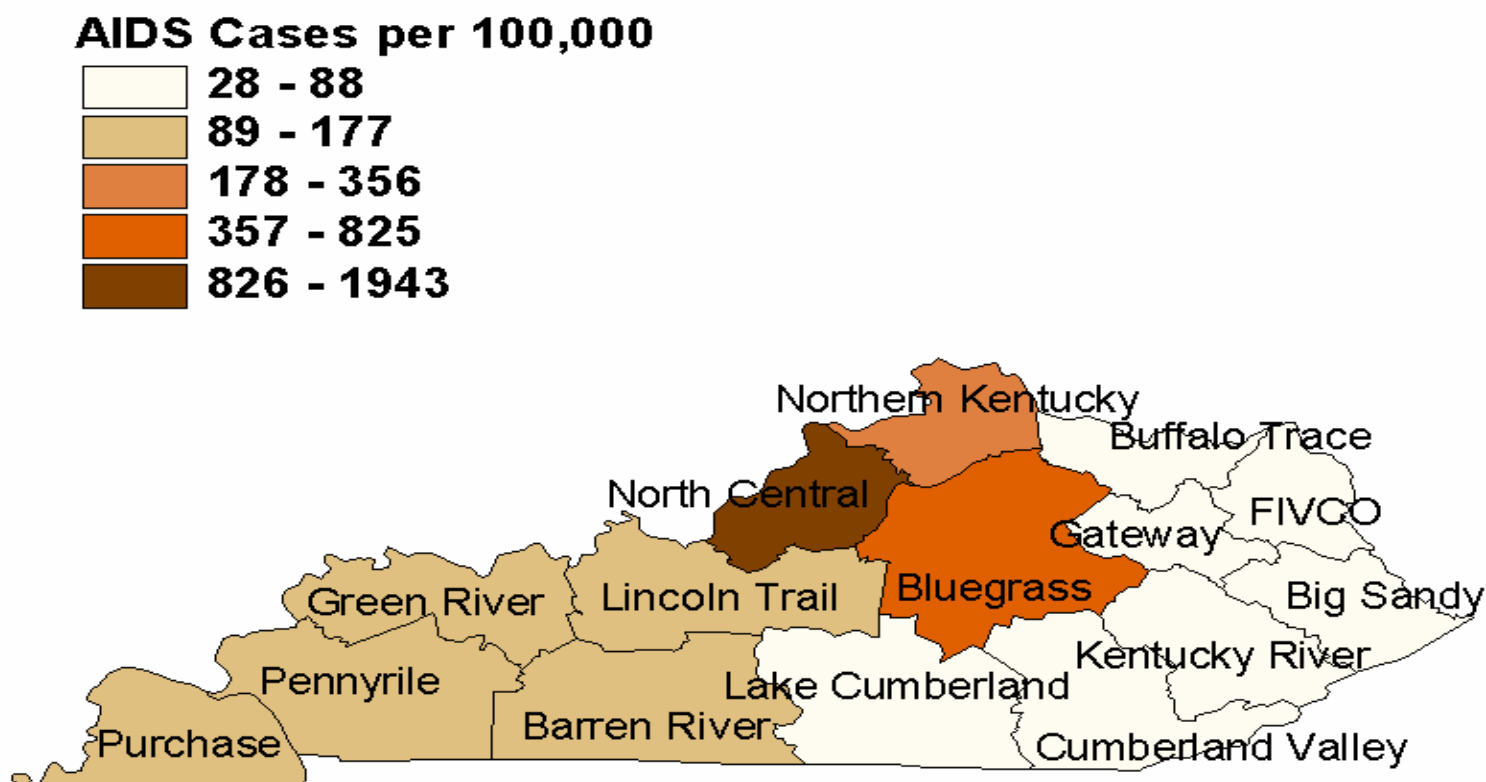 AIDS Cases per 100,000
28 - 88
89 - 177
178 - 356
357 - 825
826 - 1943
Northern Kentucky
Buffalo Trace
North Central
FIVCO
Gateway
Bluegrass
Big Sandy
Green River
Lincoln Trail
Kentucky River
Pennyrile
Lake Cumberland
Barren River
Purchase
Cumberland Valley